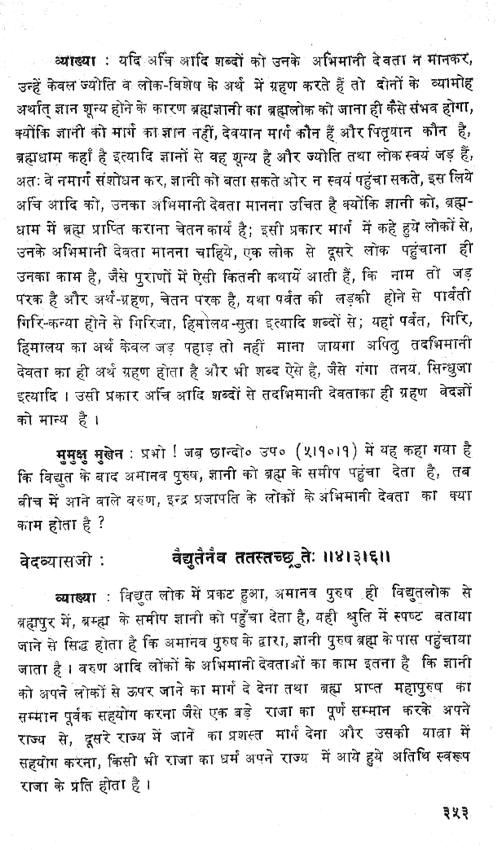 व्याख्या : यदि अर्चि आदि शब्दों को उनके अभिमानी देवता न मानकर,
उन्हें केवल ज्योति व लोक-विशेष के अर्थ में ग्रहण करते हैं तो दोनों के व्यामोह
अर्थात् ज्ञान शून्य होने के कारण ब्रह्मज्ञानी का ब्रह्मलोक को जाना ही कैसे संभव होगा,
क्योंकि ज्ञानी को मार्ग का ज्ञान नहीं, देवयान मार्ग कौन हैं और पितृयान कौन है,
ब्रह्मधाम कहाँ है इत्यादि ज्ञानों से वह शून्य है और ज्योति तथा लोक स्वयं जड़ हैं,
अतः वे नमार्ग संशोधन कर, ज्ञानी को बता सकते ओर न स्वयं पहुंचा सकते, इस लिये
अर्चि आदि को, उनका अभिमानी देवता मानना उचित है क्योंकि ज्ञानी को, ब्रह्म-
धाम में ब्रह्म प्राप्ति कराना चेतन कार्य है; इसी प्रकार मार्ग में कहे हुये लोकों से,
उनके अभिमानी देवता मानना चाहिये, एक लोक से दूसरे लोक पहुंचाना ही
उनका काम है, जैसे पुराणों में ऐसी कितनी कथायें आती हैं, कि नाम तो जड़
परक है और अर्थ-ग्रहण, चेतन परक है, यथा पर्वत की लड़की होने से पार्वती
गिरि-कन्या होने से गिरिजा, हिमालय-सुता इत्यादि शब्दों से; यहां पर्वत, गिरि,
हिमालय का अर्थ केवल जड़ पहाड़ तो नहीं माना जायगा अपितु तदभिमानी
देवता का ही अर्थ ग्रहण होता है और भी शब्द ऐसे है, जैसे गंगा तनय, सिन्धुजा
इत्यादि । उसी प्रकार अर्चि आदि शब्दों से तदभिमानी देवताका ही ग्रहण वेदज्ञों
को मान्य है ।
मुमुक्षु मुखेन : प्रभो ! जब छान्दो० उप० (५।१०।१) में यह कहा गया है
कि विद्युत के बाद अमानव पुरुष, ज्ञानी को ब्रह्म के समीप पहुंचा देता है, तब
बीच में आने वाले वरुण, इन्द्र प्रजापति के लोकों के अभिमानी देवता का क्या
काम होता है ?
वेदव्यासजी : वैद्युतेनैव ततस्तच्छ्रुतेः ॥४।३।६॥
व्याख्या : विद्युत लोक में प्रकट हुआ, अमानव पुरुष ही विद्युतलोक से
ब्रह्मपुर में, ब्रम्ह्म के समीप ज्ञानी को पहुँचा देता है, यही श्रुति में स्पष्ट बताया
जाने से सिद्ध होता है कि अमानव पुरुष के द्वारा, ज्ञानी पुरुष ब्रह्म के पास पहुंचाया
जाता है । वरुण आदि लोंकों के अभिमानी देवताओं का काम इतना है कि ज्ञानी
को अपने लोकों से ऊपर जाने का मार्ग दे देना तथा ब्रह्म प्राप्त महापुरुष का
सम्मान पूर्वक सहयोग करना जैसे एक बड़े राजा का पूर्ण सम्मान करके अपने
राज्य से, दूसरे राज्य में जाने का प्रशस्त मार्ग देना और उसकी यात्रा में
सहयोग करना, किसी भी राजा का धर्म अपने राज्य में आये हुये अतिथि स्वरूप
राजा के प्रति होता है ।
३५३